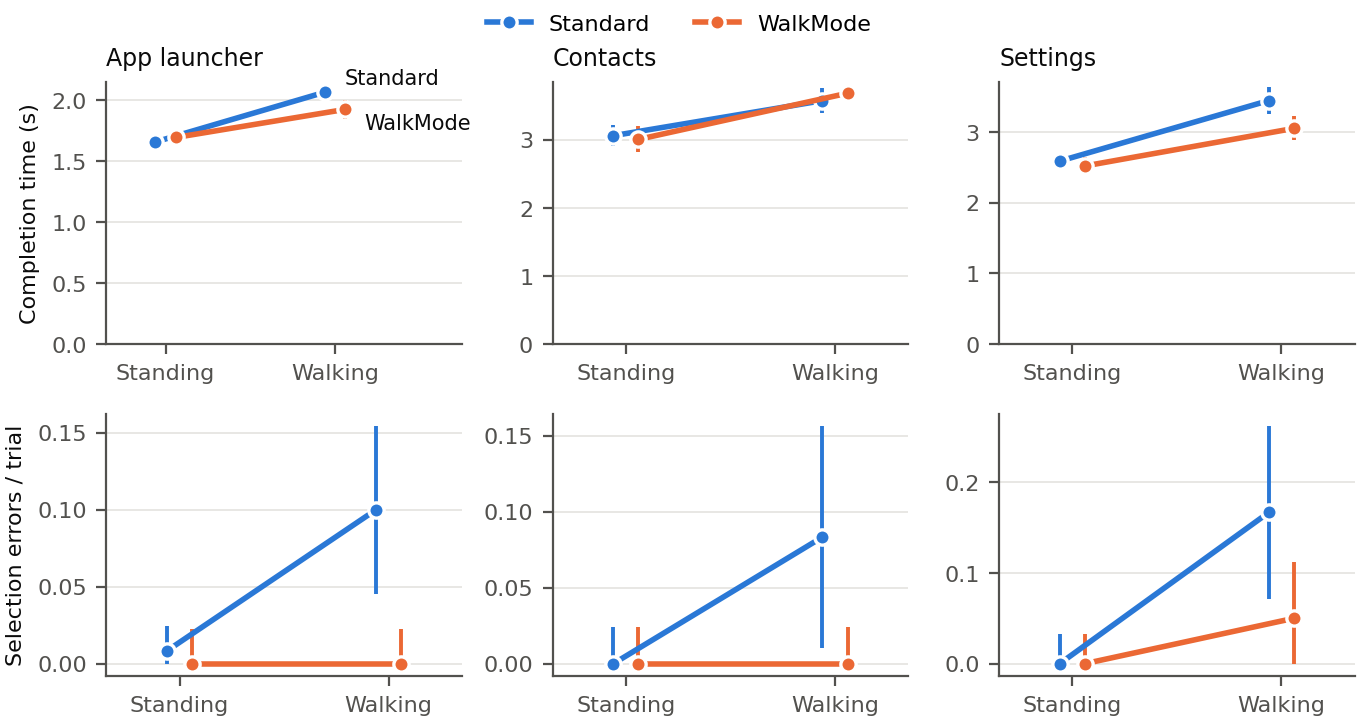 Standard WalkMode
App launcher
Contacts
Settings
Standard
WalkMode
Completion time (s)
2.0
1.5
1.0
0.5
0.0
Standing Walking
3
2
1
0
Standing Walking
3
2
1
0
Standing Walking
Selection errors / trial
0.15
0.10
0.05
0.00
Standing Walking
0.15
0.10
0.05
0.00
Standing Walking
0.2
0.1
0.0
Standing Walking